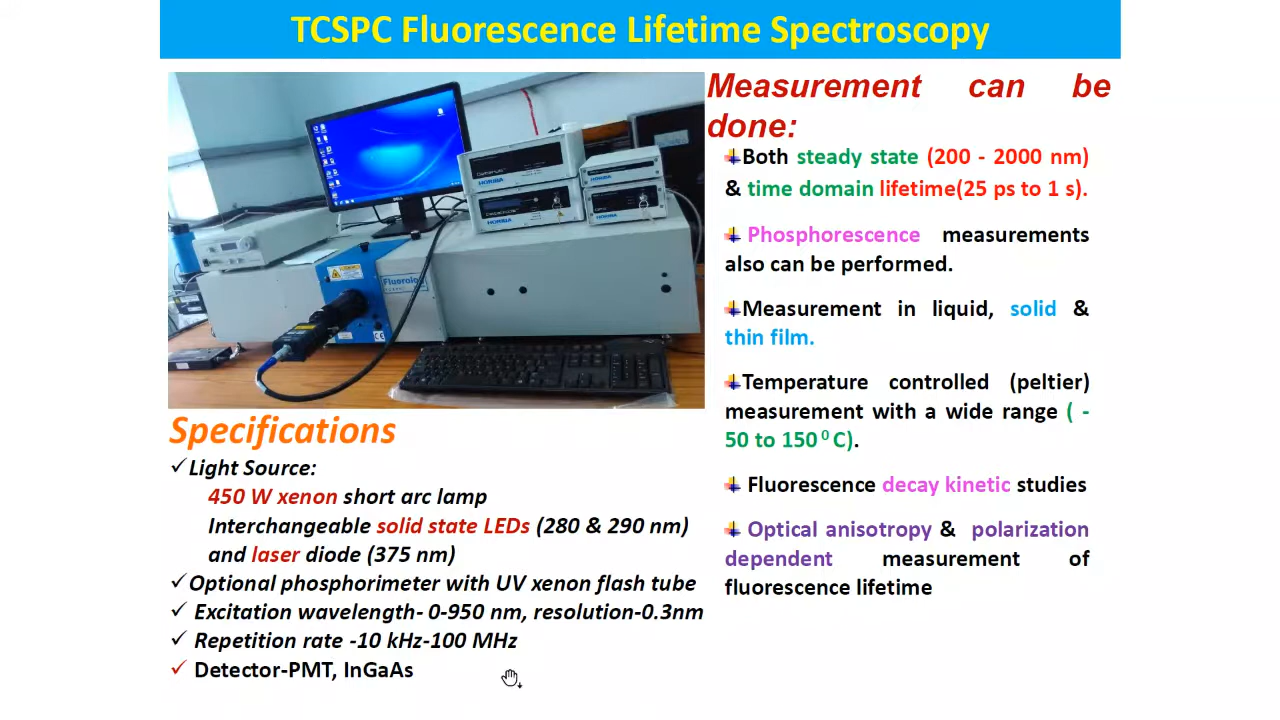 TCSPC Fluorescence Lifetime Spectroscopy
HORIBA
HORIBA
HORIBA
Fluorolog
DELL
Measurement can be
done:
Both steady state (200 - 2000 nm)
& time domain lifetime(25 ps to 1 s).
Phosphorescence measurements
also can be performed.
Measurement in liquid, solid &
thin film.
Temperature controlled (peltier)
measurement with a wide range ( -
50 to 150⁰ C).
Fluorescence decay kinetic studies
Optical anisotropy & polarization
dependent measurement of
fluorescence lifetime
Specifications
✓Light Source:
450 W xenon short arc lamp
Interchangeable solid state LEDs (280 & 290 nm)
and laser diode (375 nm)
✓Optional phosphorimeter with UV xenon flash tube
✓ Excitation wavelength- 0-950 nm, resolution-0.3nm
✓ Repetition rate -10 kHz-100 MHz
✓ Detector-PMT, InGaAs